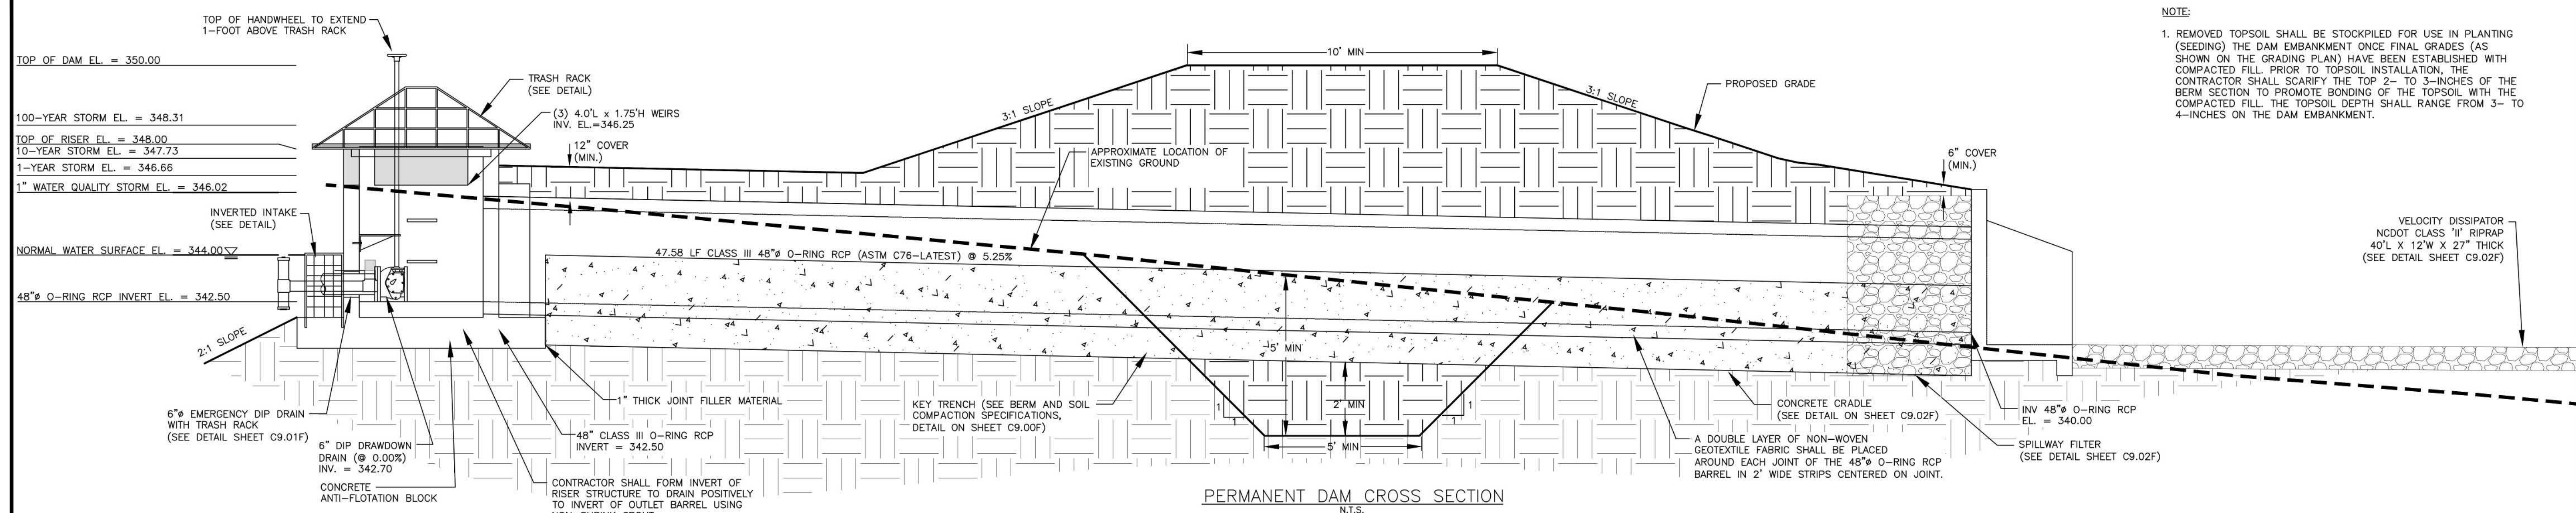 TOP OF HANDWHEEL TO EXTEND
1-FOOT ABOVE TRASH RACK
TOP OF DAM EL. = 350.00
TRASH RACK
(SEE DETAIL)
100-YEAR STORM EL. = 348.31
(3) 4.0'L x 1.75'H WEIRS
INV. EL.=346.25
TOP OF RISER EL. = 348.00
10-YEAR STORM EL. = 347.73
1-YEAR STORM EL. = 346.66
1" WATER QUALITY STORM EL. = 346.02
12" COVER
(MIN.)
INVERTED INTAKE
(SEE DETAIL)
NORMAL WATER SURFACE EL. = 344.00
48"ø O-RING RCP INVERT EL. = 342.50
2:1 SLOPE
6"ø EMERGENCY DIP DRAIN
WITH TRASH RACK
(SEE DETAIL SHEET C9.01F)
6" DIP DRAWDOWN
DRAIN (@ 0.00%)
INV. = 342.70
CONCRETE
ANTI-FLOTATION BLOCK
1" THICK JOINT FILLER MATERIAL
48" CLASS III O-RING RCP
INVERT = 342.50
CONTRACTOR SHALL FORM INVERT OF
RISER STRUCTURE TO DRAIN POSITIVELY
TO INVERT OF OUTLET BARREL USING
NON-SHRINK GROUT
10' MIN
3:1 SLOPE
3:1 SLOPE
PROPOSED GRADE
APPROXIMATE LOCATION OF
EXISTING GROUND
47.58 LF CLASS III 48"ø O-RING RCP (ASTM C76-LATEST) @ 5.25%
6" COVER
(MIN.)
KEY TRENCH (SEE BERM AND SOIL
COMPACTION SPECIFICATIONS,
DETAIL ON SHEET C9.00F)
5' MIN
2' MIN
1
1
1
1
5' MIN
CONCRETE CRADLE
(SEE DETAIL ON SHEET C9.02F)
A DOUBLE LAYER OF NON-WOVEN
GEOTEXTILE FABRIC SHALL BE PLACED
AROUND EACH JOINT OF THE 48"ø O-RING RCP
BARREL IN 2' WIDE STRIPS CENTERED ON JOINT.
INV 48"ø O-RING RCP
EL. = 340.00
SPILLWAY FILTER
(SEE DETAIL SHEET C9.02F)
VELOCITY DISSIPATOR
NCDOT CLASS 'II' RIPRAP
40'L X 12'W X 27" THICK
(SEE DETAIL SHEET C9.02F)
NOTE:
1. REMOVED TOPSOIL SHALL BE STOCKPILED FOR USE IN PLANTING
(SEEDING) THE DAM EMBANKMENT ONCE FINAL GRADES (AS
SHOWN ON THE GRADING PLAN) HAVE BEEN ESTABLISHED WITH
COMPACTED FILL. PRIOR TO TOPSOIL INSTALLATION, THE
CONTRACTOR SHALL SCARIFY THE TOP 2- TO 3-INCHES OF THE
BERM SECTION TO PROMOTE BONDING OF THE TOPSOIL WITH THE
COMPACTED FILL. THE TOPSOIL DEPTH SHALL RANGE FROM 3- TO
4-INCHES ON THE DAM EMBANKMENT.
PERMANENT DAM CROSS SECTION
N.T.S.